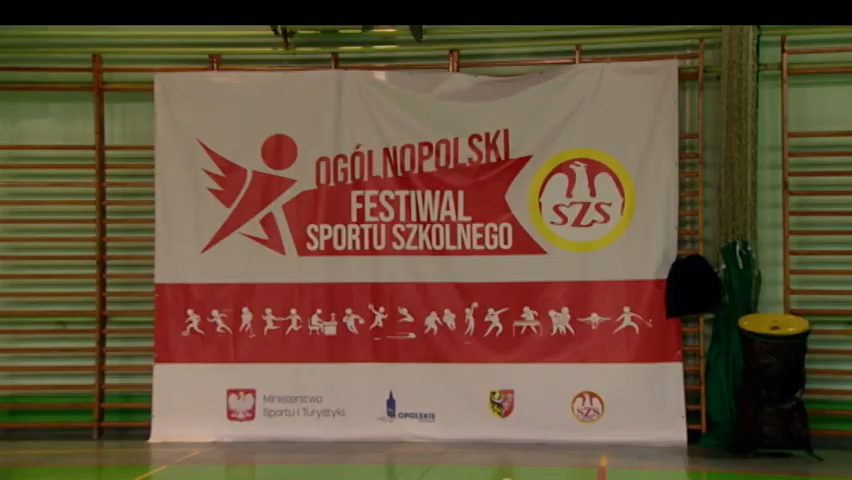 OGÓLNOPOLSKI
FESTIWAL
SPORTU SZKOLNEGO
SZS
Ministerstwo
Sportu i Turystyki
OPOLSKIE
SZS